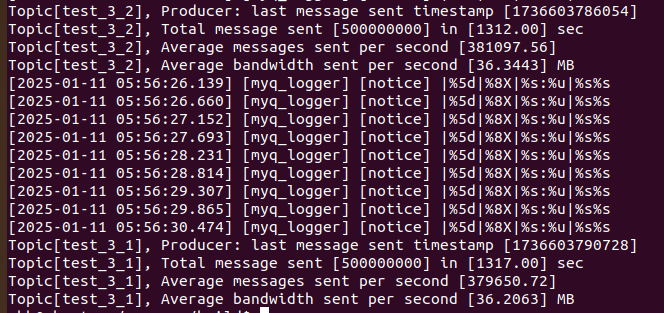 Topic[test_3_2], Producer: last message sent timestamp [1736603786054]
Topic[test_3_2], Total message sent [500000000] in [1312.00] sec
Topic[test_3_2], Average messages sent per second [381097.56]
Topic[test_3_2], Average bandwidth sent per second [36.3443] MB
[2025-01-11 05:56:26.139] [myq_logger] [notice] |%5d|%8X|%s:%u|%s%s
[2025-01-11 05:56:26.660] [myq_logger] [notice] |%5d|%8X|%s:%u|%s%s
[2025-01-11 05:56:27.152] [myq_logger] [notice] |%5d|%8X|%s:%u|%s%s
[2025-01-11 05:56:27.693] [myq_logger] [notice] |%5d|%8X|%s:%u|%s%s
[2025-01-11 05:56:28.231] [myq_logger] [notice] |%5d|%8X|%s:%u|%s%s
[2025-01-11 05:56:28.814] [myq_logger] [notice] |%5d|%8X|%s:%u|%s%s
[2025-01-11 05:56:29.307] [myq_logger] [notice] |%5d|%8X|%s:%u|%s%s
[2025-01-11 05:56:29.865] [myq_logger] [notice] |%5d|%8X|%s:%u|%s%s
[2025-01-11 05:56:30.474] [myq_logger] [notice] |%5d|%8X|%s:%u|%s%s
Topic[test_3_1], Producer: last message sent timestamp [1736603790728]
Topic[test_3_1], Total message sent [500000000] in [1317.00] sec
Topic[test_3_1], Average messages sent per second [379650.72]
Topic[test_3_1], Average bandwidth sent per second [36.2063] MB